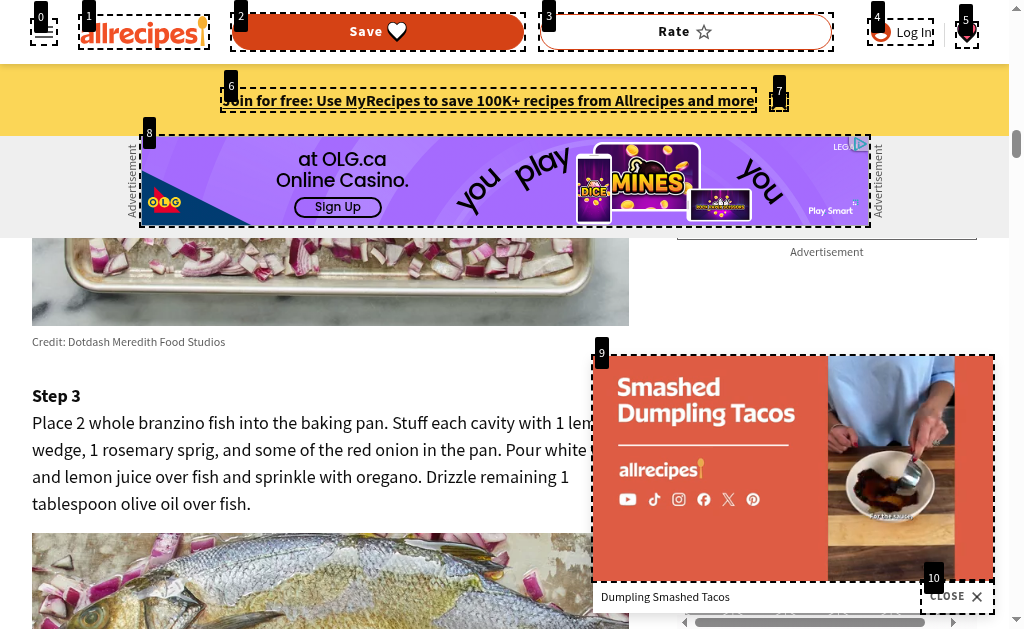 0
1
2
3
4
5
allrecipes
Save
Rate
Log In
6
7
Join for free: Use MyRecipes to save 100K+ recipes from Allrecipes and more
8
Advertisement
OLG
at OLG.ca
Online Casino.
Sign Up
you play
DICE
MINES
you
Play Smart
Advertisement
Advertisement
Credit: Dotdash Meredith Food Studios
9
Step 3
Place 2 whole branzino fish into the baking pan. Stuff each cavity with 1
wedge, 1 rosemary sprig, and some of the red onion in the pan. Pour white
and lemon juice over fish and sprinkle with oregano. Drizzle remaining 1
tablespoon olive oil over fish.
Smashed
Dumpling Tacos
allrecipes
For the sauce,
10
Dumpling Smashed Tacos
CLOSE